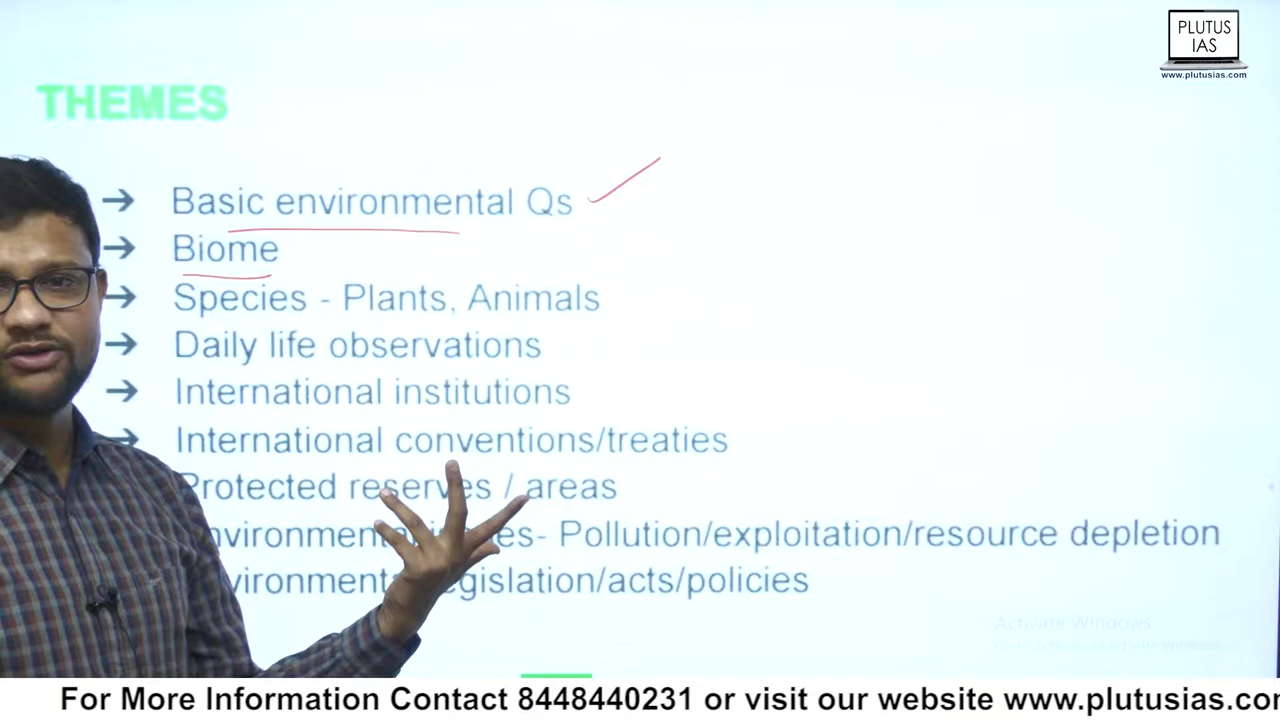 PLUTUS
IAS
www.plutusias.com
THEMES
➔ Basic environmental Qs
➔ Biome
➔ Species - Plants, Animals
➔ Daily life observations
➔ International institutions
➔ International conventions/treaties
Protected reserves / areas
Pollution/exploitation/resource depletion
legislation/acts/policies
Activate Windows
For More Information Contact 8448440231 or visit our website www.plutusias.co